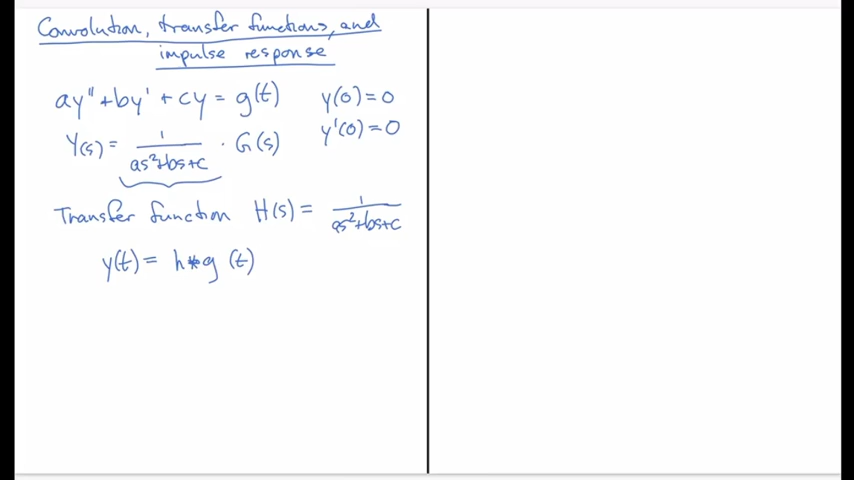 Convolution, transfer functions, and
impulse response
ay'' + by' + cy = g(t) y(0) = 0
y'(0) = 0
Y(s) = 1/(as²+bs+c) · G(s)
Transfer function H(s) = 1/(as²+bs+c)
y(t) = h*g (t)